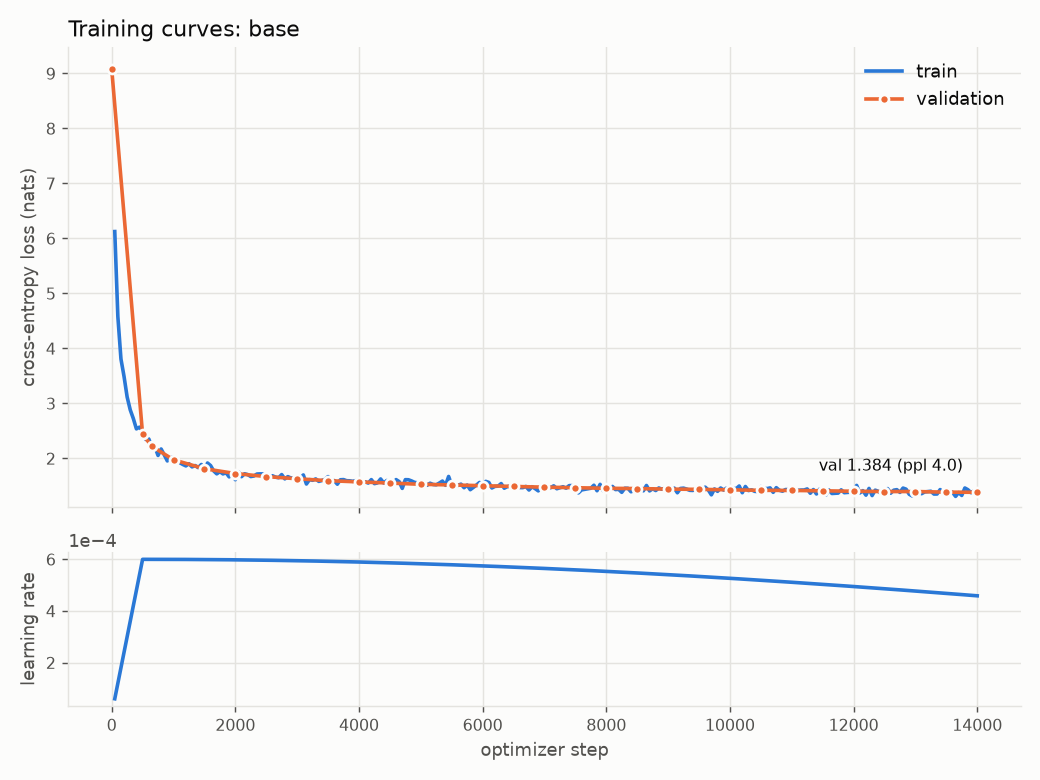 Training curves: base
train
validation
cross-entropy loss (nats)
9
8
7
6
5
4
3
2
val 1.384 (ppl 4.0)
1e−4
learning rate
6
4
2
0 2000 4000 6000 8000 10000 12000 14000
optimizer step